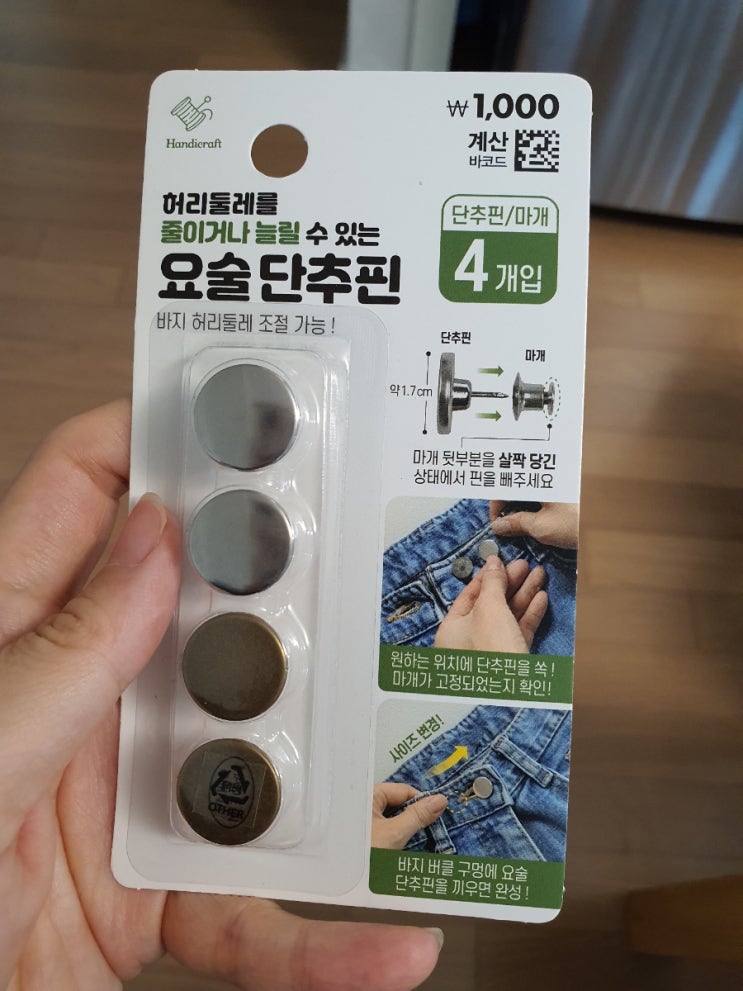 Handicraft
₩1,000
계산
바코드
허리둘레를
줄이거나 늘릴 수 있는
요술 단추핀
단추핀/마개
4개입
바지 허리둘레 조절 가능!
단추핀
마개
약1.7cm
마개 뒷부분을 살짝 당긴
상태에서 핀을 빼주세요
원하는 위치에 단추핀을 쏙!
마개가 고정되었는지 확인!
사이즈 변경!
바지 버클 구멍에 요술
단추핀을 끼우면 완성!
OTHER